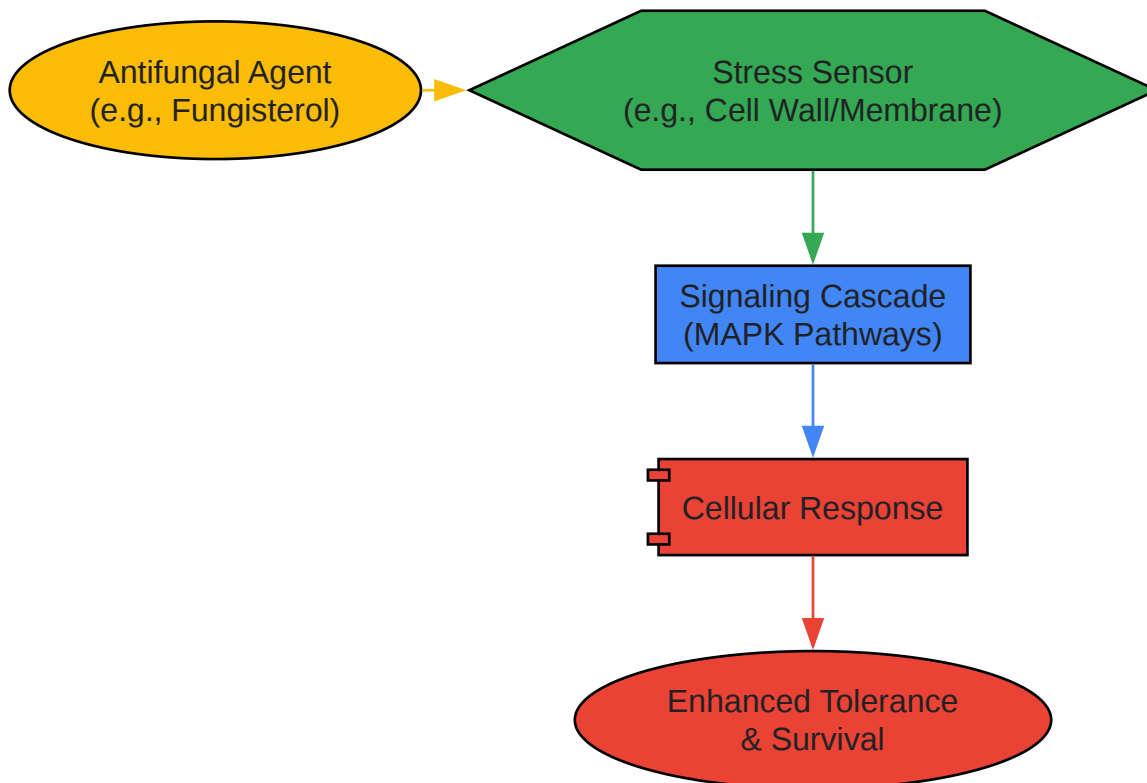 Antifungal Agent
(e.g., Fungisterol)
Stress Sensor
(e.g., Cell Wall/Membrane)
Signaling Cascade
(MAPK Pathways)
Cellular Response
Enhanced Tolerance
& Survival